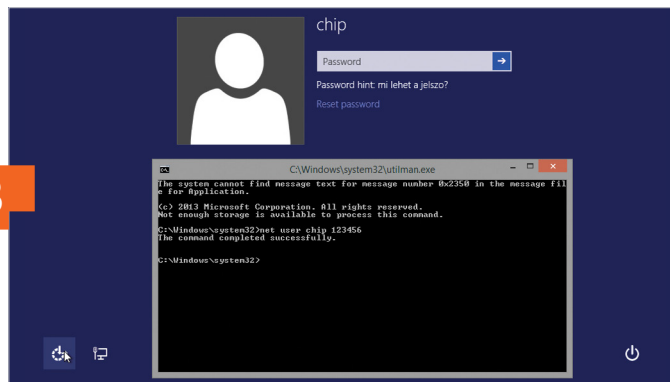 chip
Password
Password hint: mi lehet a jelszo?
Reset password
C:\Windows\system32\utilman.exe
The system cannot find message text for message number 0x2350 in the message fil
e for Application.
(c) 2013 Microsoft Corporation. All rights reserved.
Not enough storage is available to process this command.
C:\Windows\system32>net user chip 123456
The command completed successfully.
C:\Windows\system32>